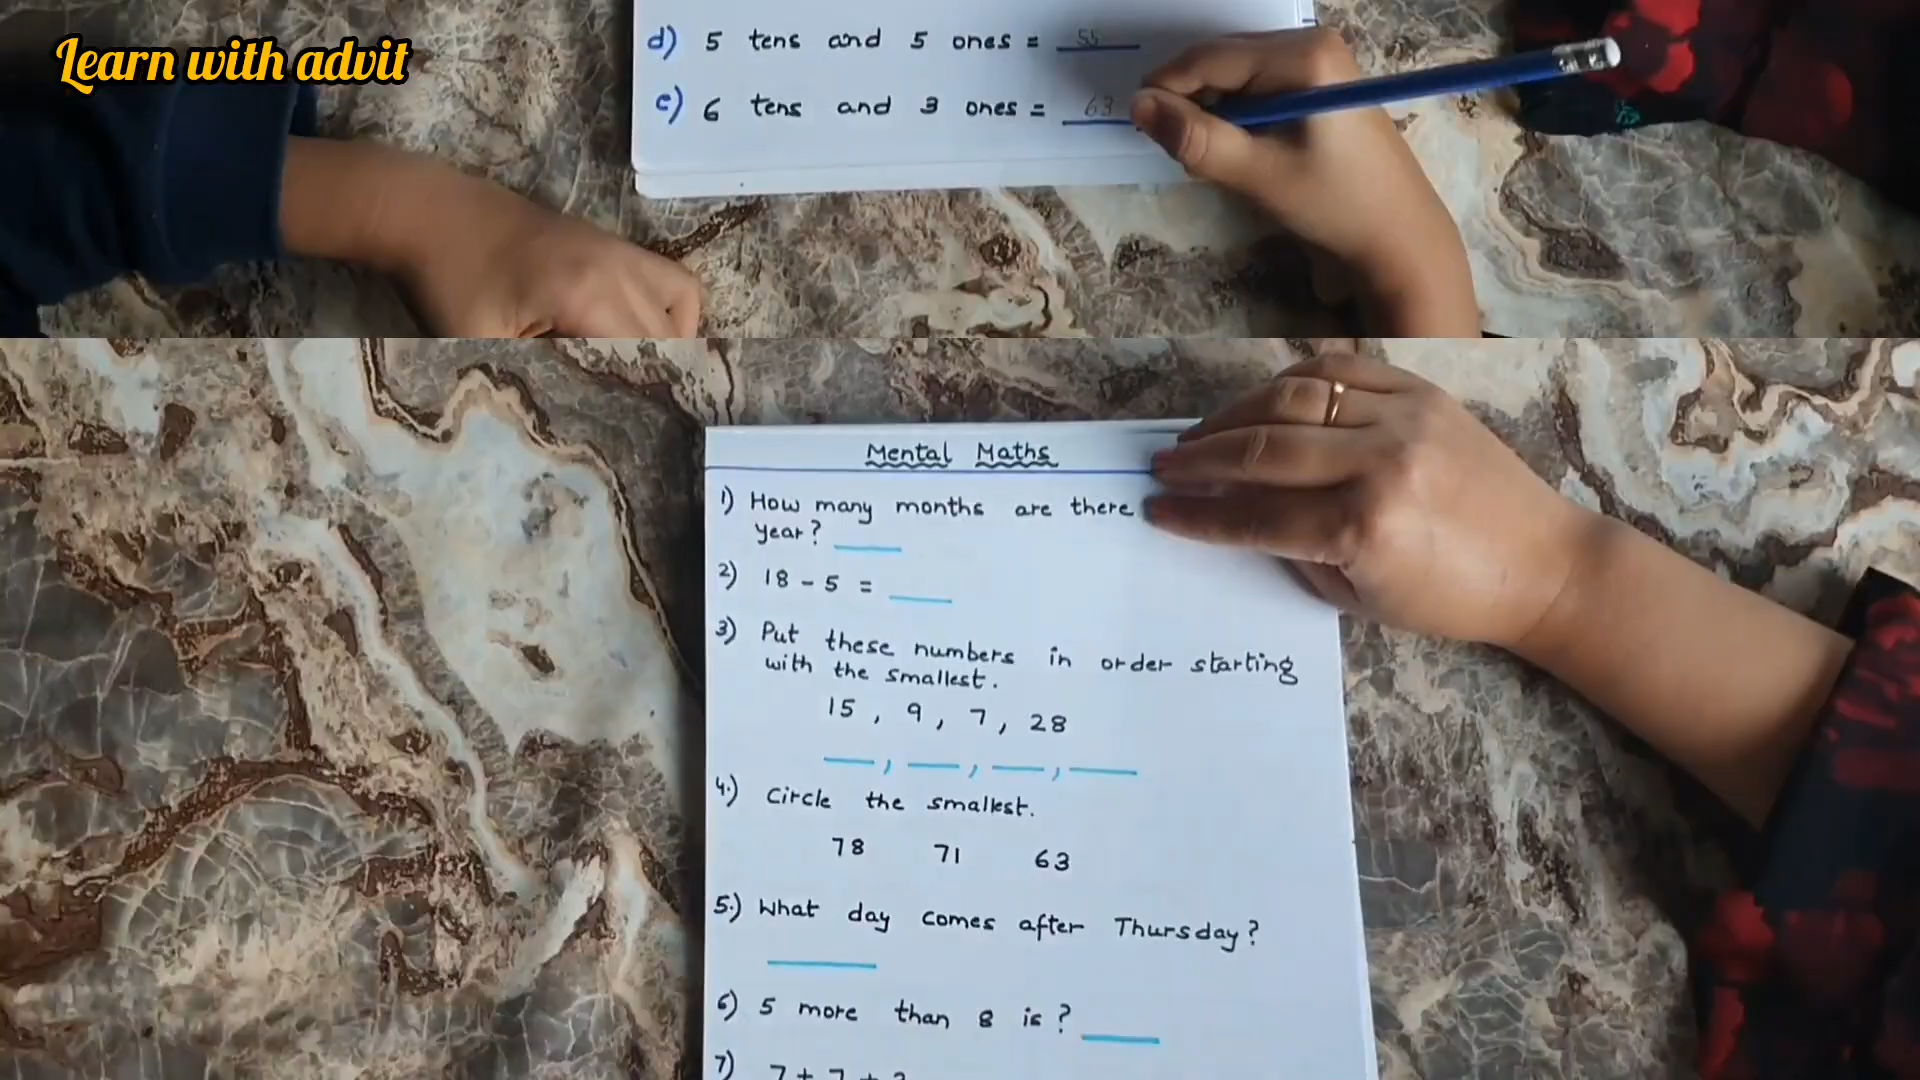 Learn with advit
d) 5 tens and 5 ones = 55
e) 6 tens and 3 ones = 63
Mental Maths
1) How many months are there
year?
2) 18 - 5 =
3) Put these numbers in order starting
with the smallest.
15 , 9 , 7 , 28
4.) Circle the smallest.
78 71 63
5.) What day comes after Thursday?
6) 5 more than 8 is?
7) 7 + 7 +